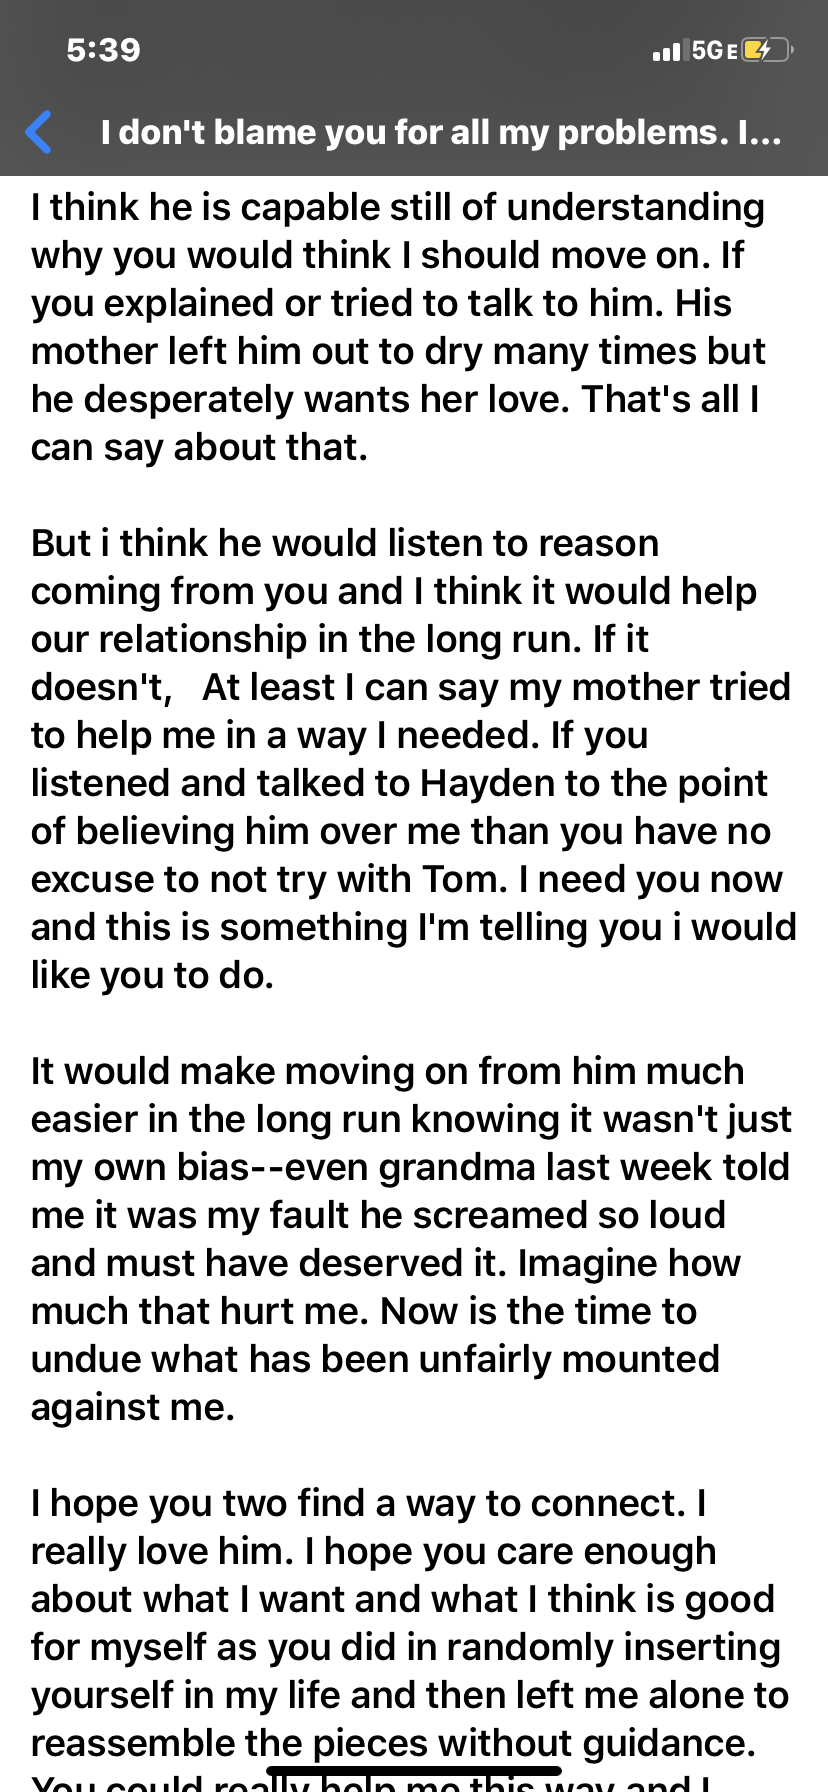 5:39
5GE
I don't blame you for all my problems. I...
I think he is capable still of understanding
why you would think I should move on. If
you explained or tried to talk to him. His
mother left him out to dry many times but
he desperately wants her love. That's all I
can say about that.
But i think he would listen to reason
coming from you and I think it would help
our relationship in the long run. If it
doesn't,   At least I can say my mother tried
to help me in a way I needed. If you
listened and talked to Hayden to the point
of believing him over me than you have no
excuse to not try with Tom. I need you now
and this is something I'm telling you i would
like you to do.
It would make moving on from him much
easier in the long run knowing it wasn't just
my own bias--even grandma last week told
me it was my fault he screamed so loud
and must have deserved it. Imagine how
much that hurt me. Now is the time to
undue what has been unfairly mounted
against me.
I hope you two find a way to connect. I
really love him. I hope you care enough
about what I want and what I think is good
for myself as you did in randomly inserting
yourself in my life and then left me alone to
reassemble the pieces without guidance.
You could really help me this way and I